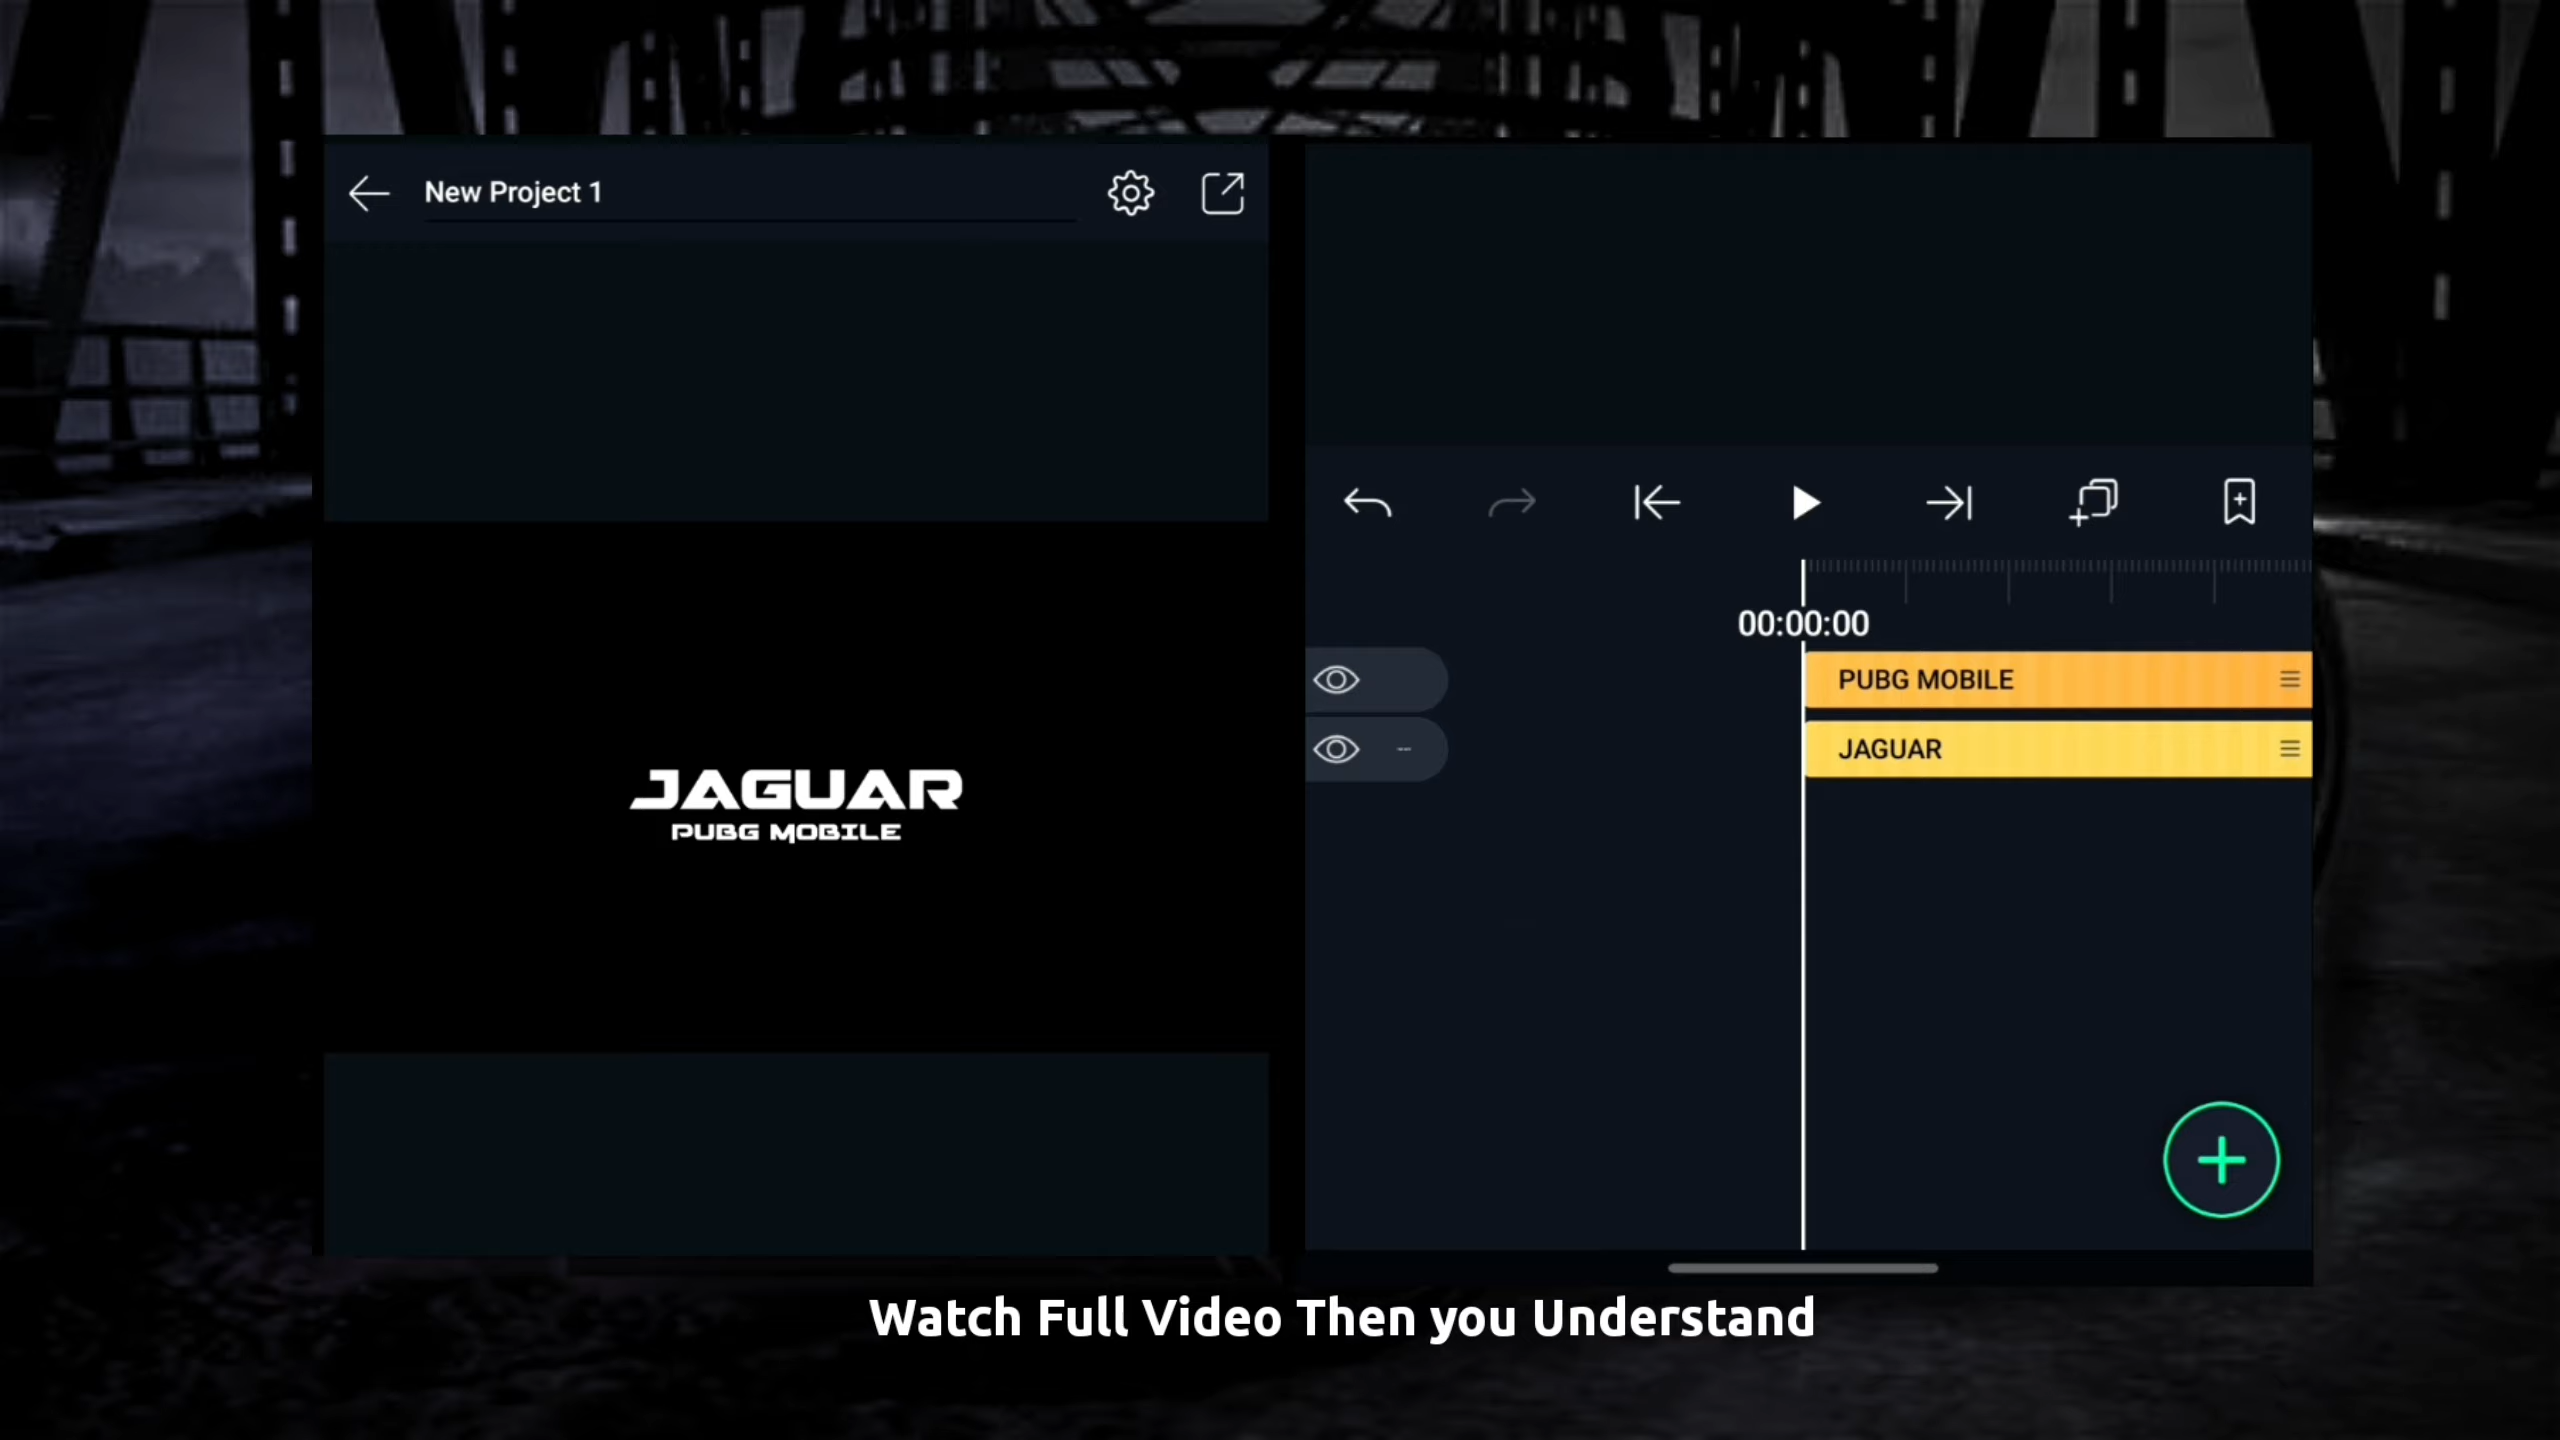 New Project 1
JAGUAR
PUBG MOBILE
00:00:00
PUBG MOBILE
JAGUAR
Watch Full Video Then you Understand